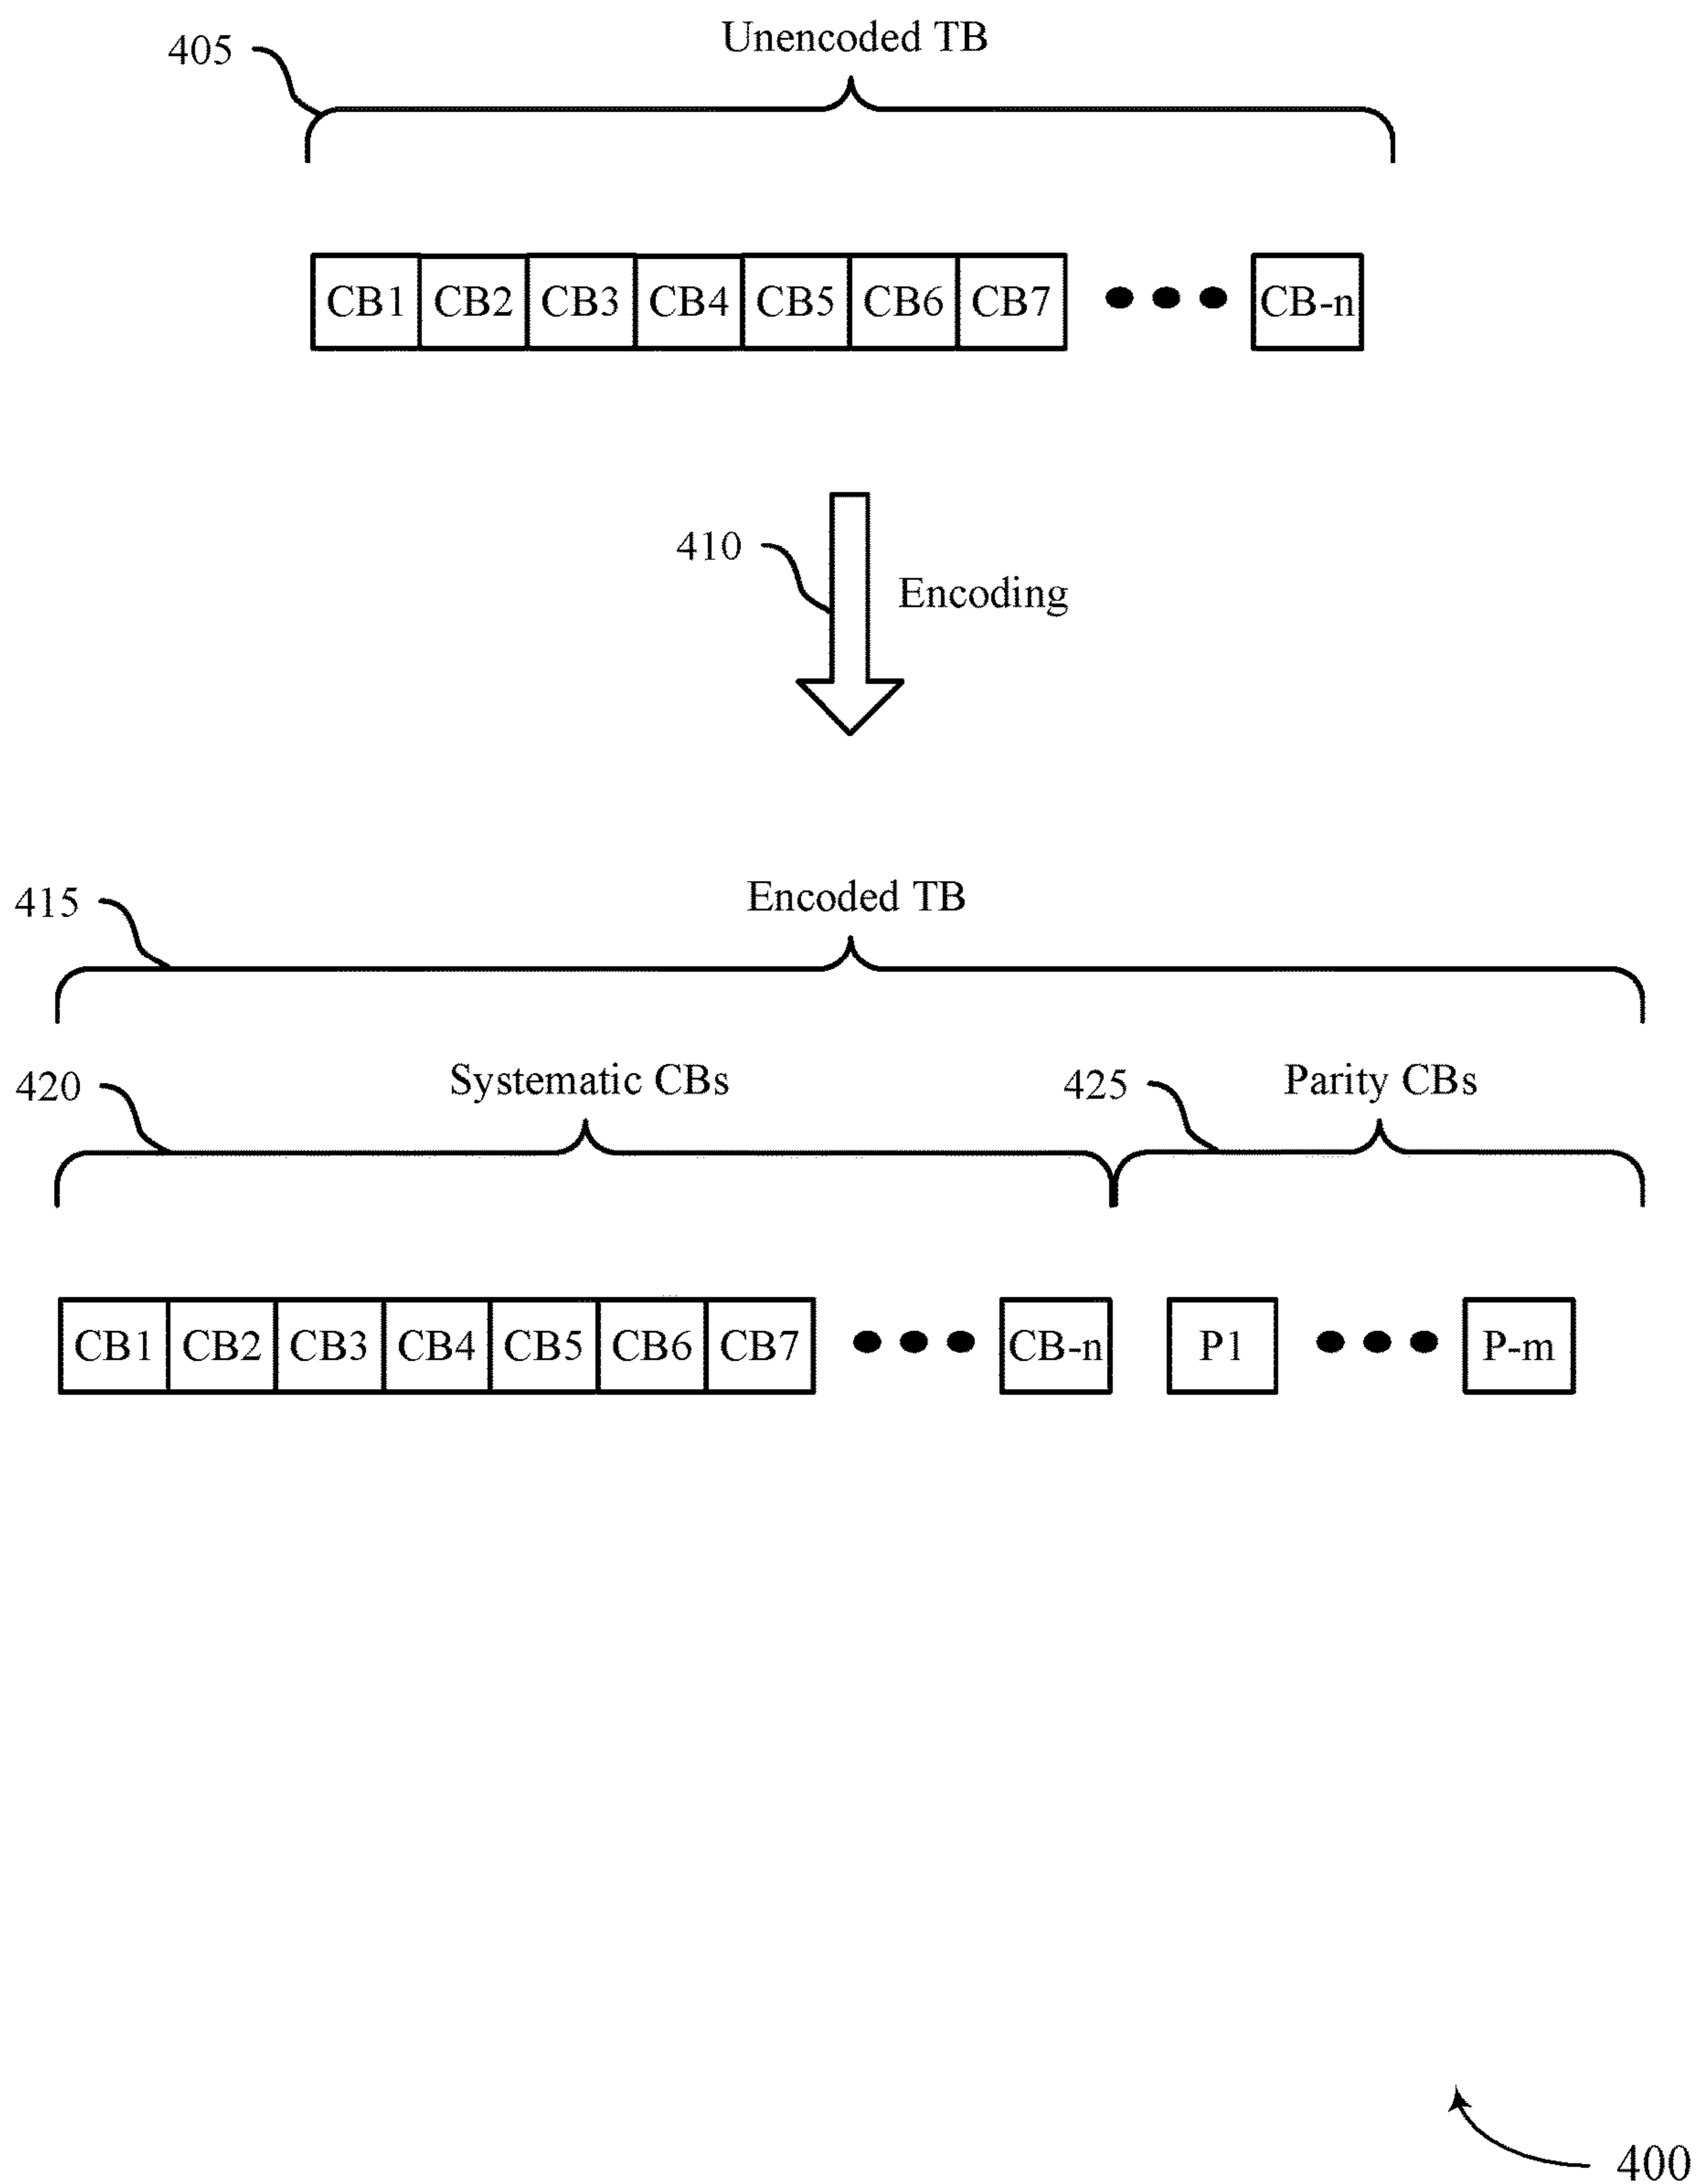 Unencoded TB
405
CB1 CB2 CB3 CB4 CB5 CB6 CB7 CB-n
410
Encoding
Encoded TB
415
Systematic CBs
Parity CBs
420
425
CB1 CB2 CB3 CB4 CB5 CB6 CB7 CB-n P1 P-m
400